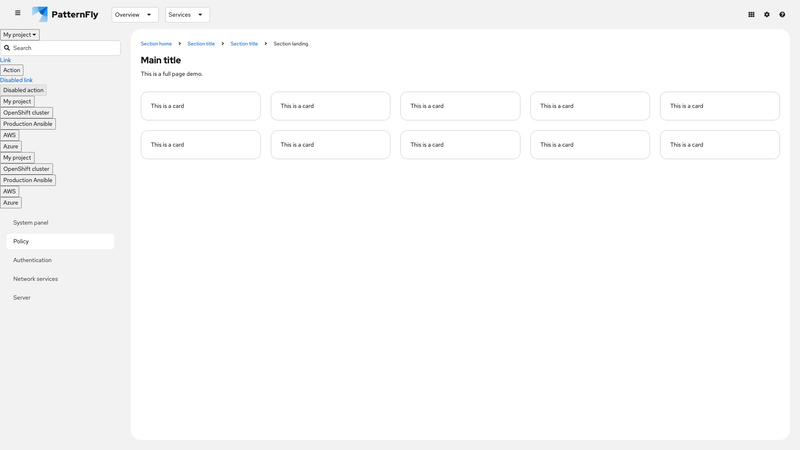 PatternFly
Overview
Services
My project
Search
Link
Action
Disabled link
Disabled action
My project
OpenShift cluster
Production Ansible
AWS
Azure
My project
OpenShift cluster
Production Ansible
AWS
Azure
System panel
Policy
Authentication
Network services
Server
Section home
Section title
Section title
Section landing
Main title
This is a full page demo.
This is a card
This is a card
This is a card
This is a card
This is a card
This is a card
This is a card
This is a card
This is a card
This is a card